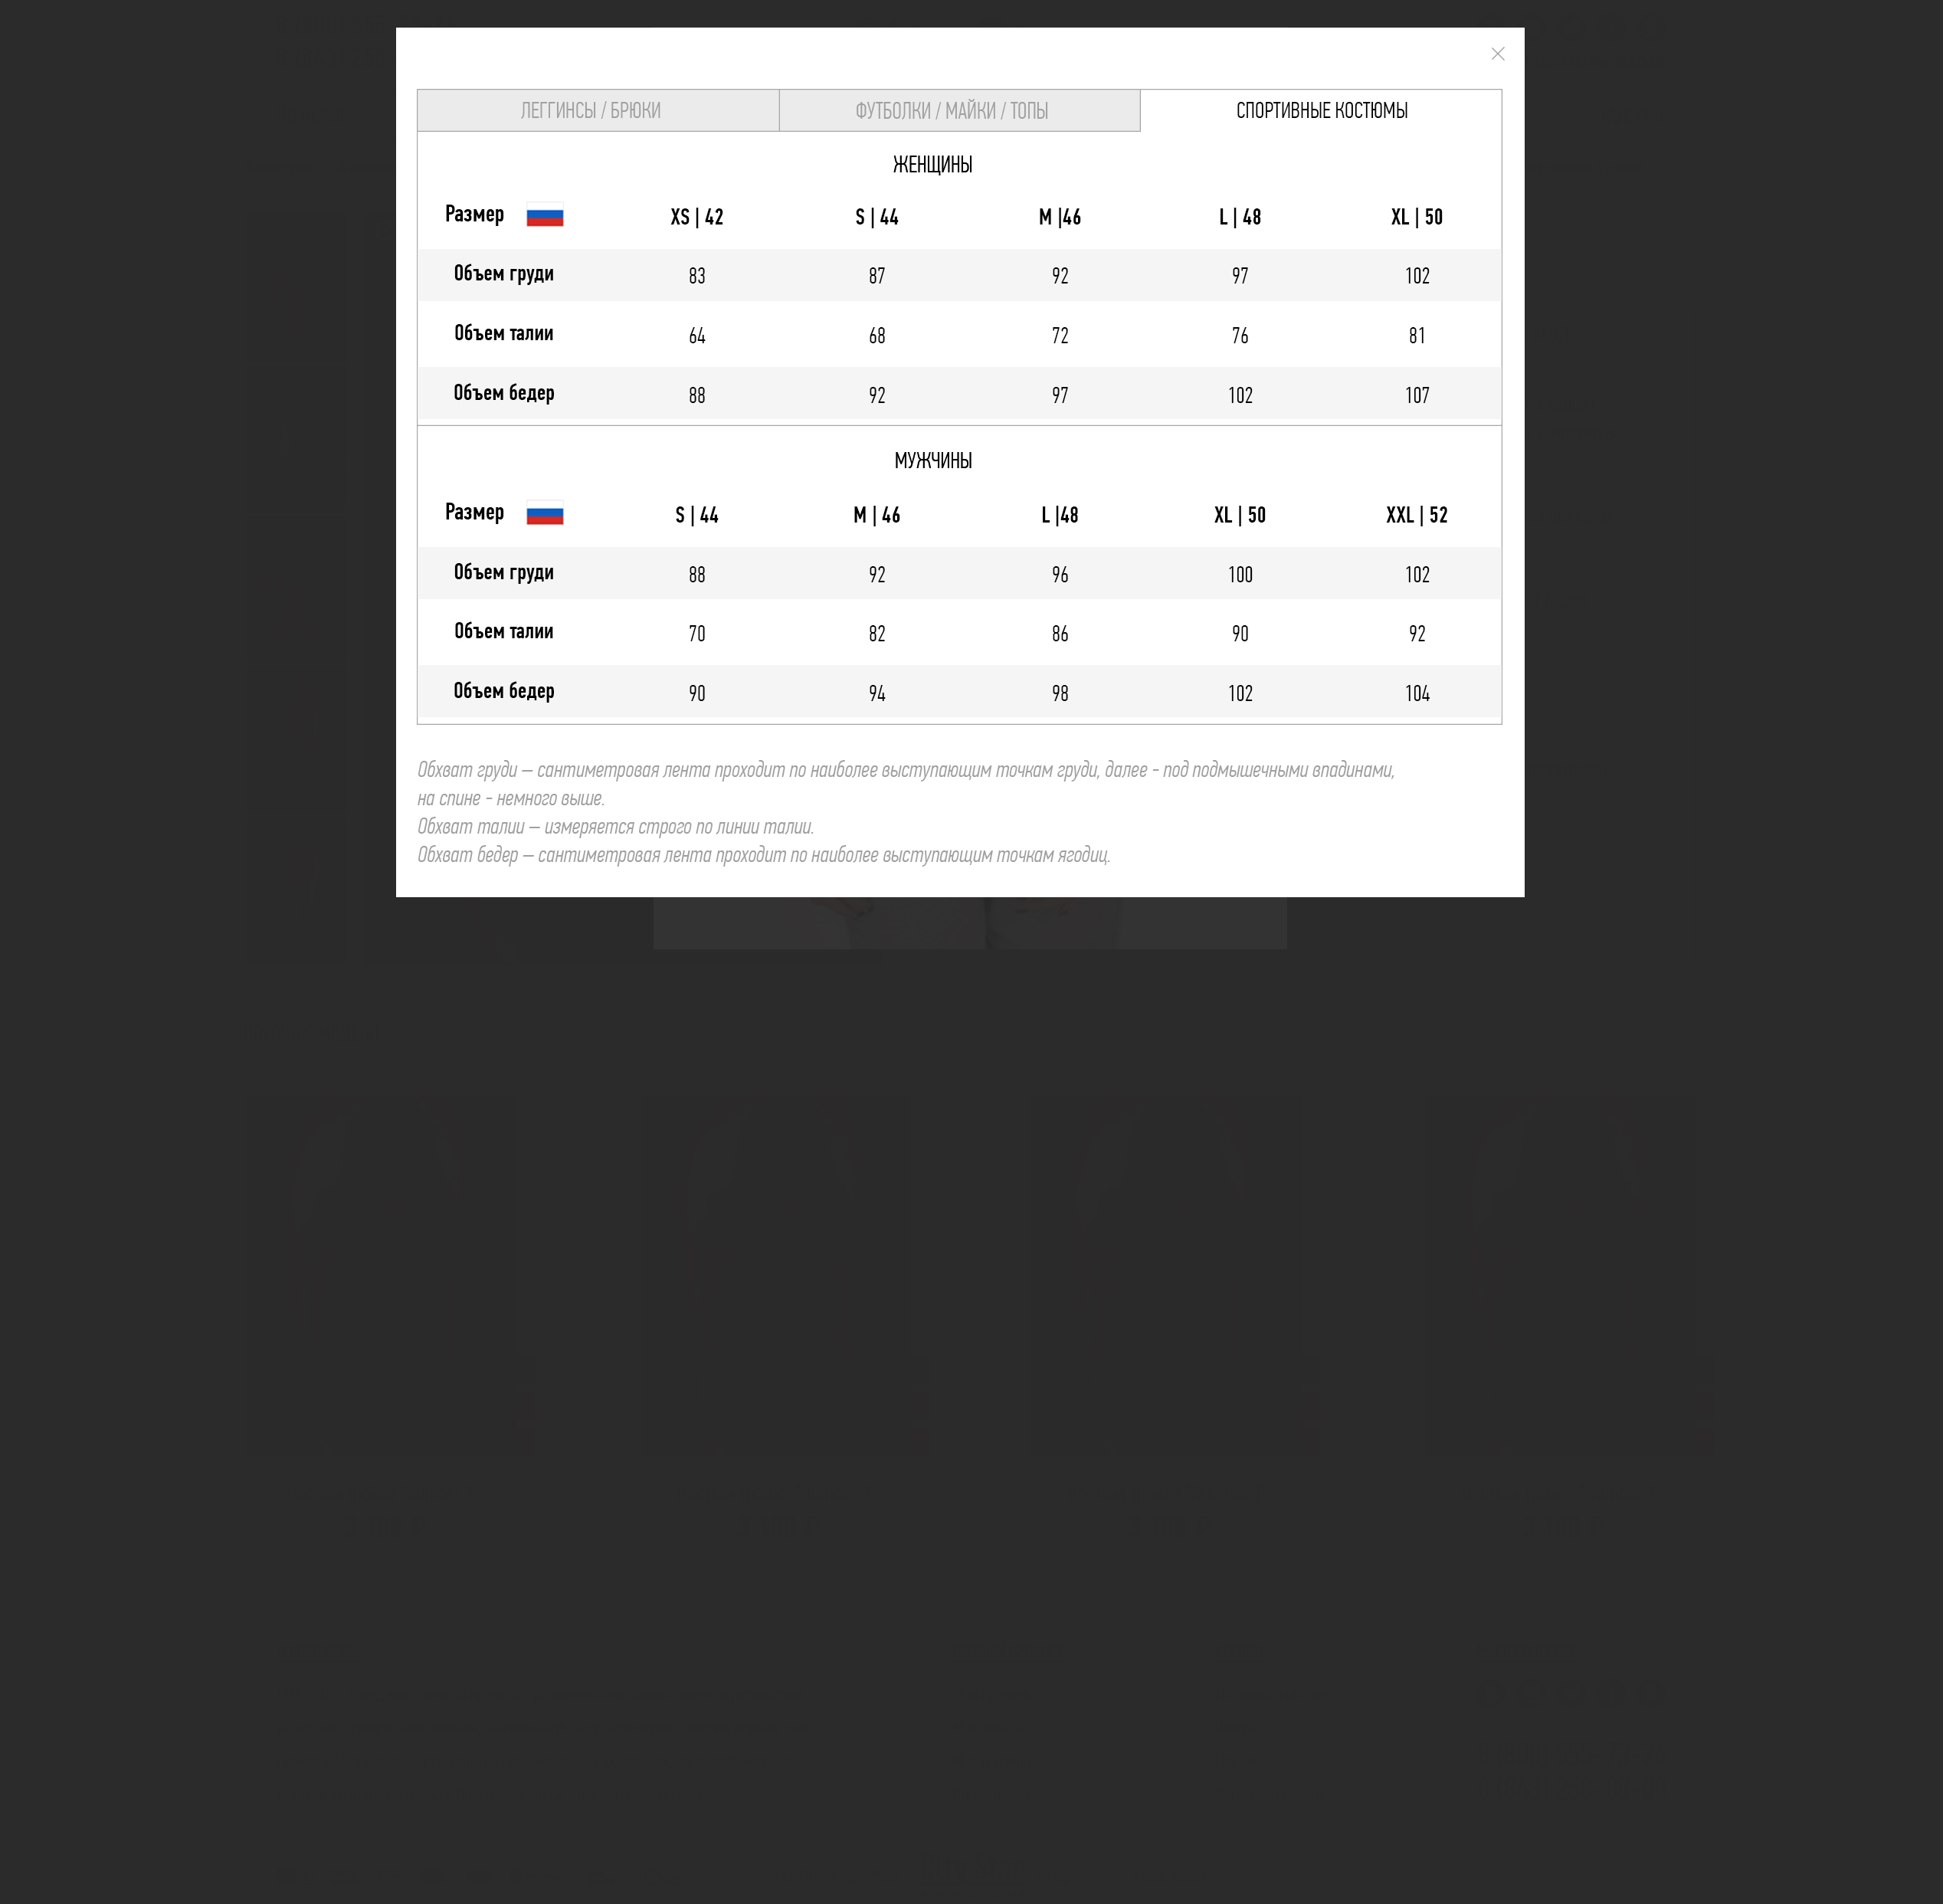 ЛЕГГИНСЫ / БРЮКИ ФУТБОЛКИ / МАЙКИ / ТОПЫ СПОРТИВНЫЕ КОСТЮМЫ
ЖЕНЩИНЫ
Размер XS | 42 S | 44 M |46 L | 48 XL | 50
Объем груди 83 87 92 97 102
Объем талии 64 68 72 76 81
Объем бедер 88 92 97 102 107
МУЖЧИНЫ
Размер S | 44 M | 46 L |48 XL | 50 XXL | 52
Объем груди 88 92 96 100 102
Объем талии 70 82 86 90 92
Объем бедер 90 94 98 102 104
Обхват груди – сантиметровая лента проходит по наиболее выступающим точкам груди, далее - под подмышечными впадинами,
на спине - немного выше.
Обхват талии – измеряется строго по линии талии.
Обхват бедер – сантиметровая лента проходит по наиболее выступающим точкам ягодиц.